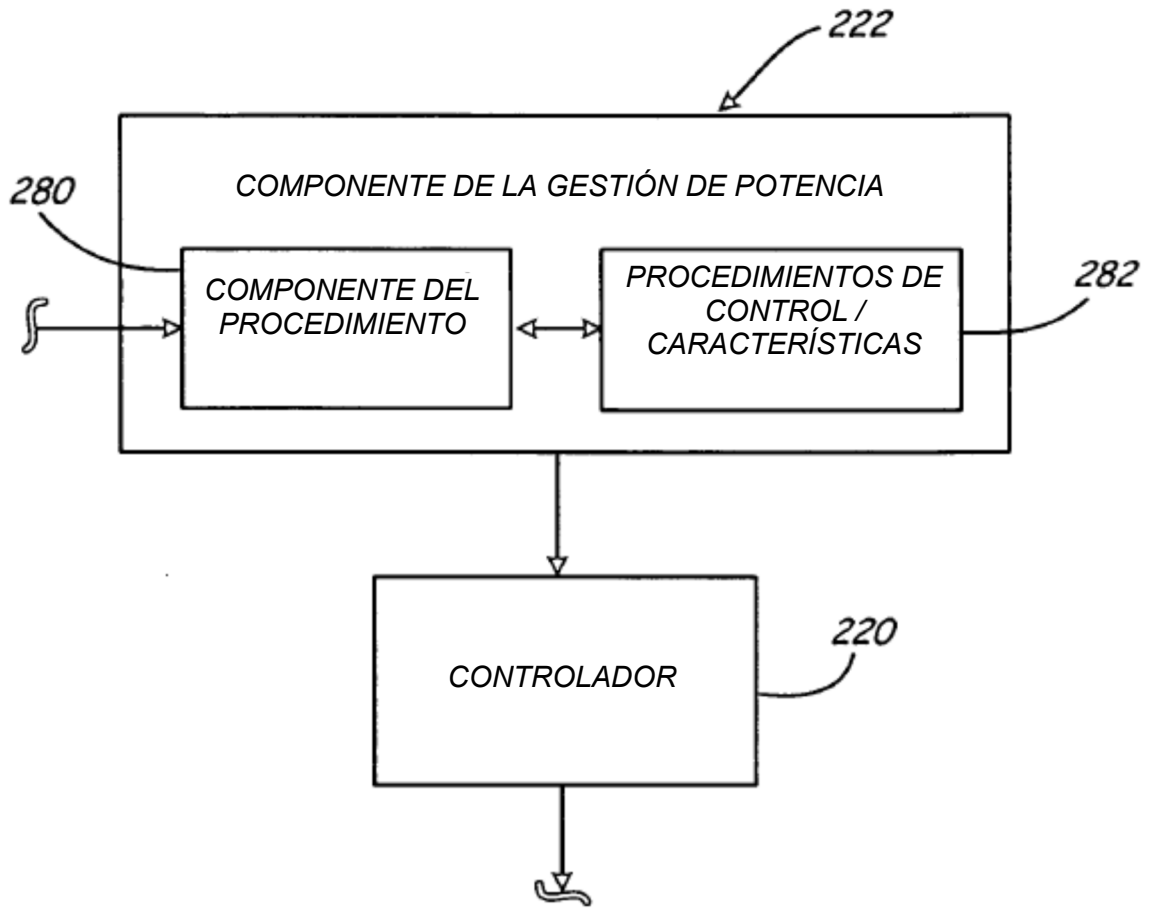 222
COMPONENTE DE LA GESTIÓN DE POTENCIA
280
COMPONENTE DEL
PROCEDIMIENTO
PROCEDIMIENTOS DE
CONTROL /
CARACTERÍSTICAS
282
CONTROLADOR
220